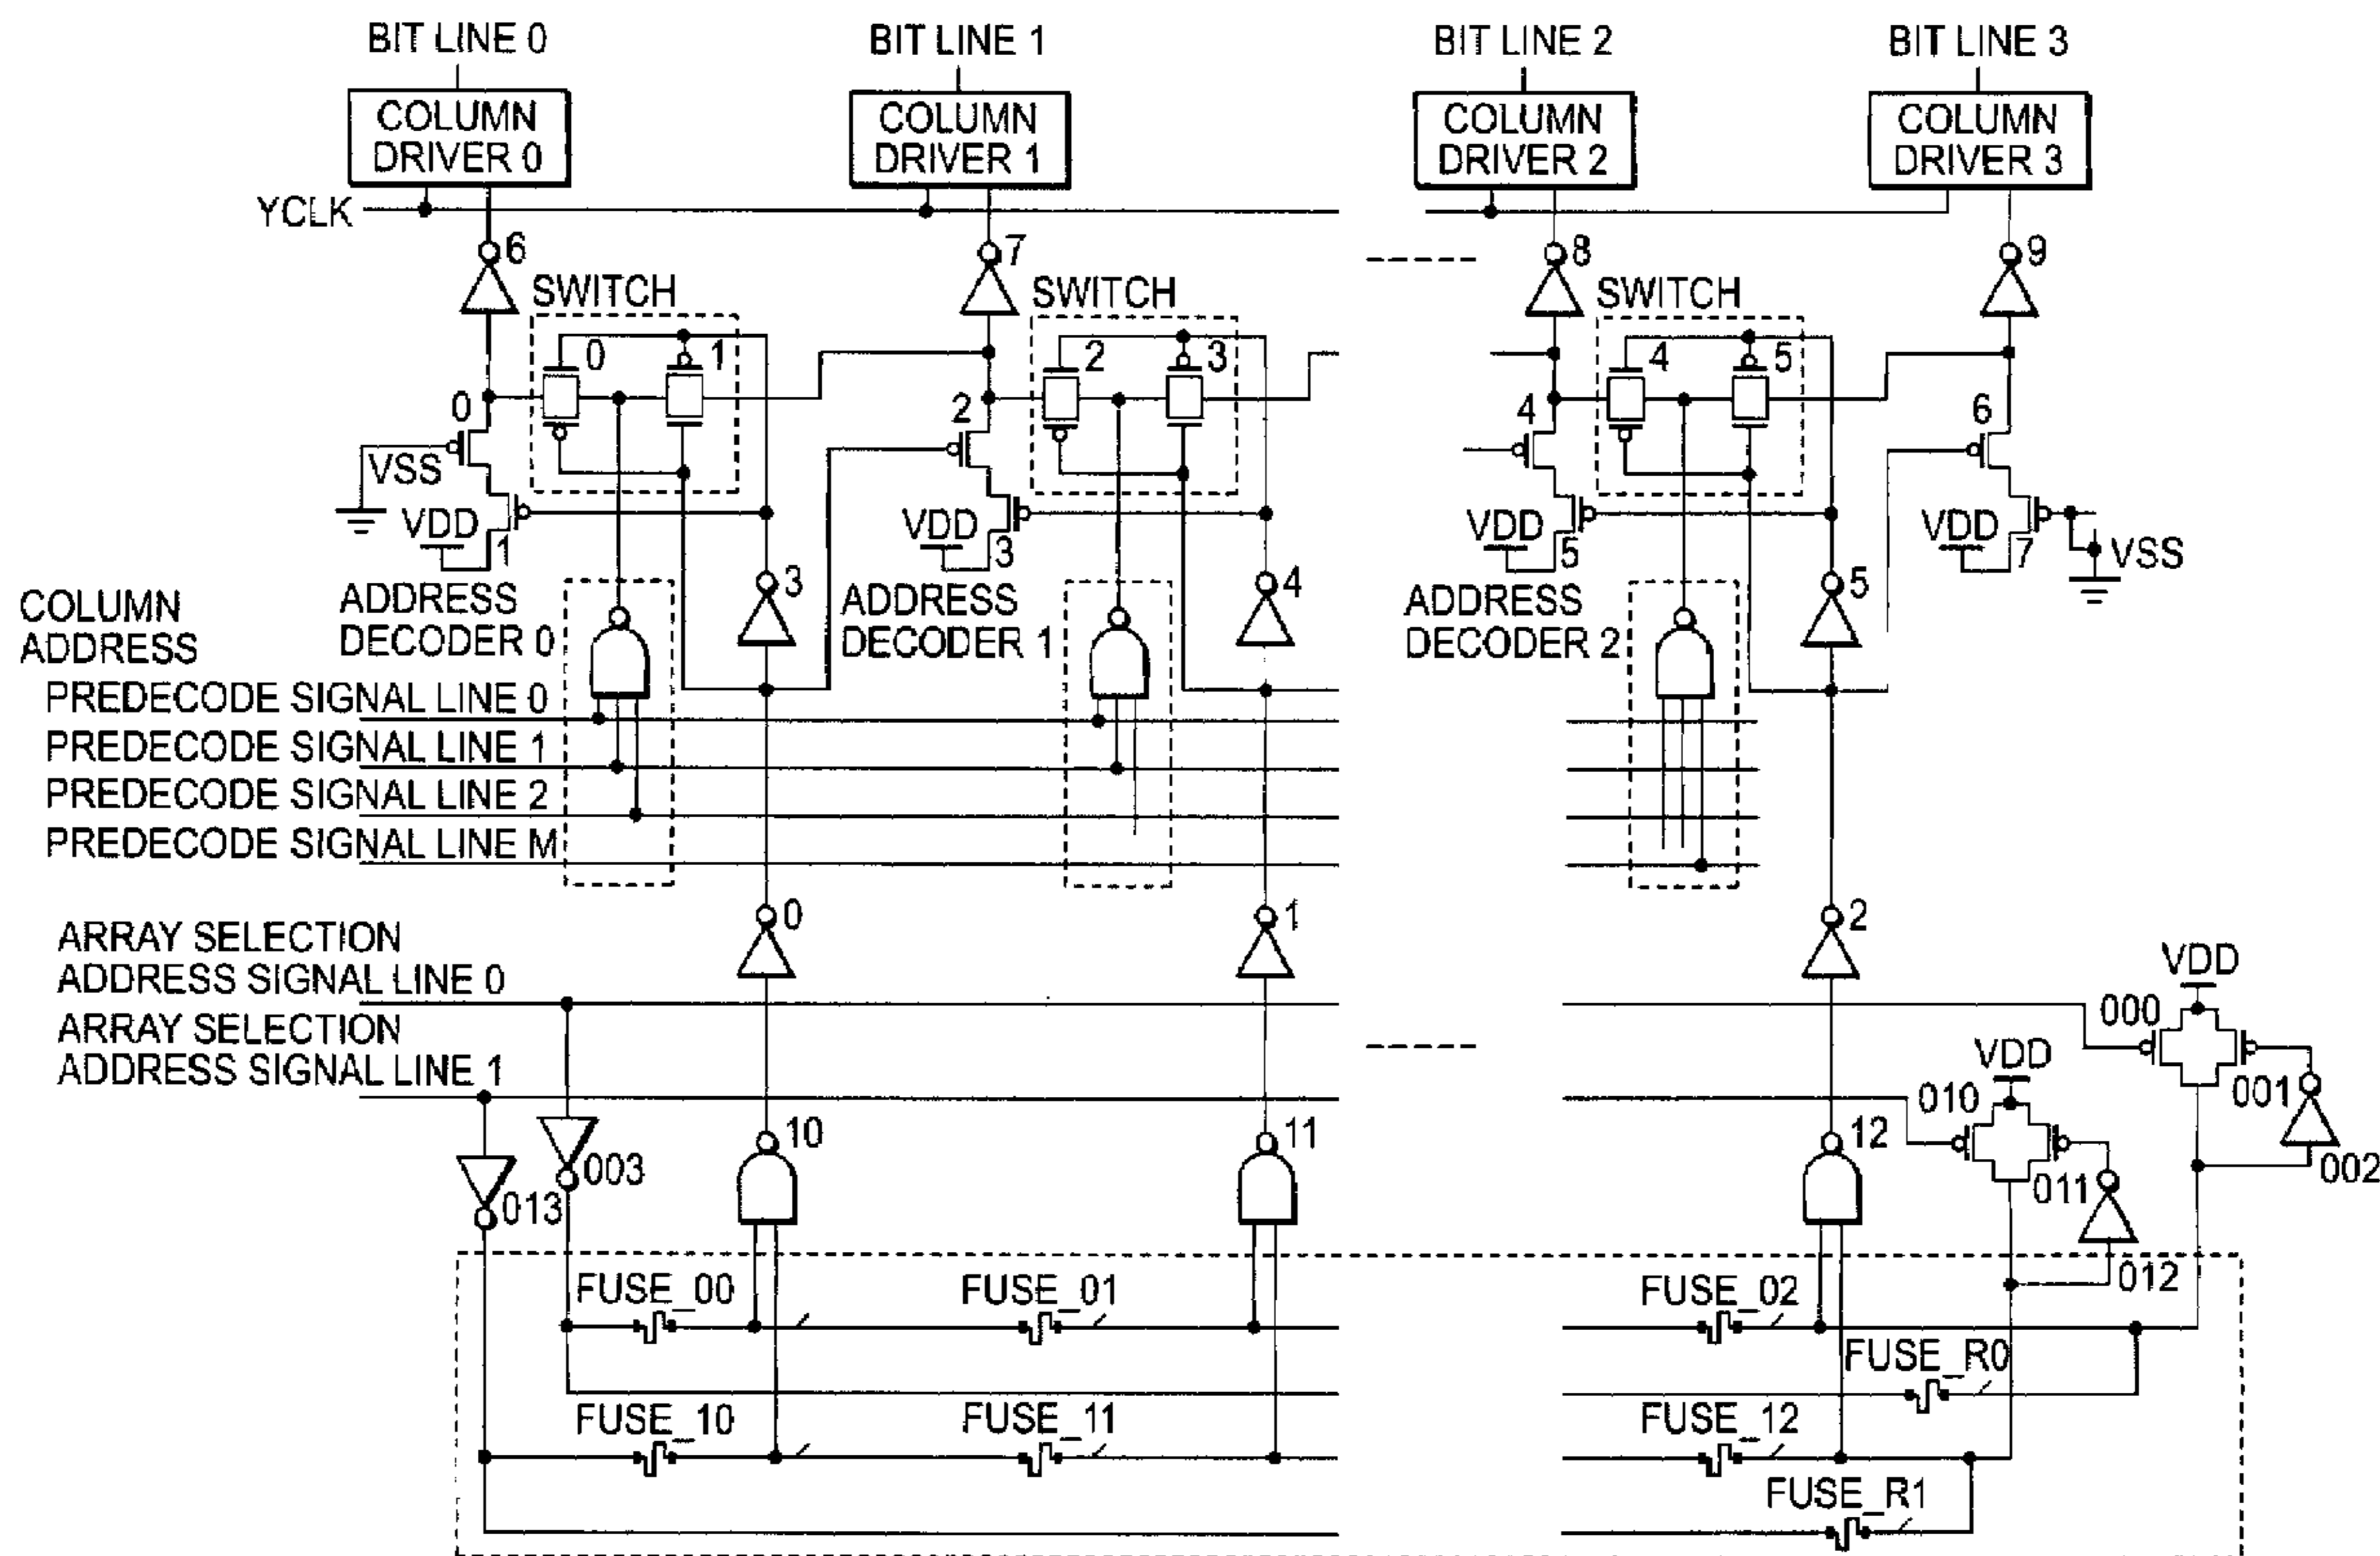 BIT LINE 0
BIT LINE 1
BIT LINE 2
BIT LINE 3
COLUMN
DRIVER 0
COLUMN
DRIVER 1
COLUMN
DRIVER 2
COLUMN
DRIVER 3
YCLK
6
7
8
9
SWITCH
SWITCH
SWITCH
0
1
2
3
4
5
0
2
4
6
VSS
VDD
1
VDD
3
VDD
5
VDD
7
VSS
COLUMN
ADDRESS
ADDRESS
DECODER 0
3
ADDRESS
DECODER 1
4
ADDRESS
DECODER 2
5
PREDECODE SIGNAL LINE 0
PREDECODE SIGNAL LINE 1
PREDECODE SIGNAL LINE 2
PREDECODE SIGNAL LINE M
0
1
2
ARRAY SELECTION
ADDRESS SIGNAL LINE 0
ARRAY SELECTION
ADDRESS SIGNAL LINE 1
VDD
000
001
002
VDD
010
011
012
003
013
10
11
12
FUSE_00
FUSE_01
FUSE_02
FUSE_R0
FUSE_10
FUSE_11
FUSE_12
FUSE_R1